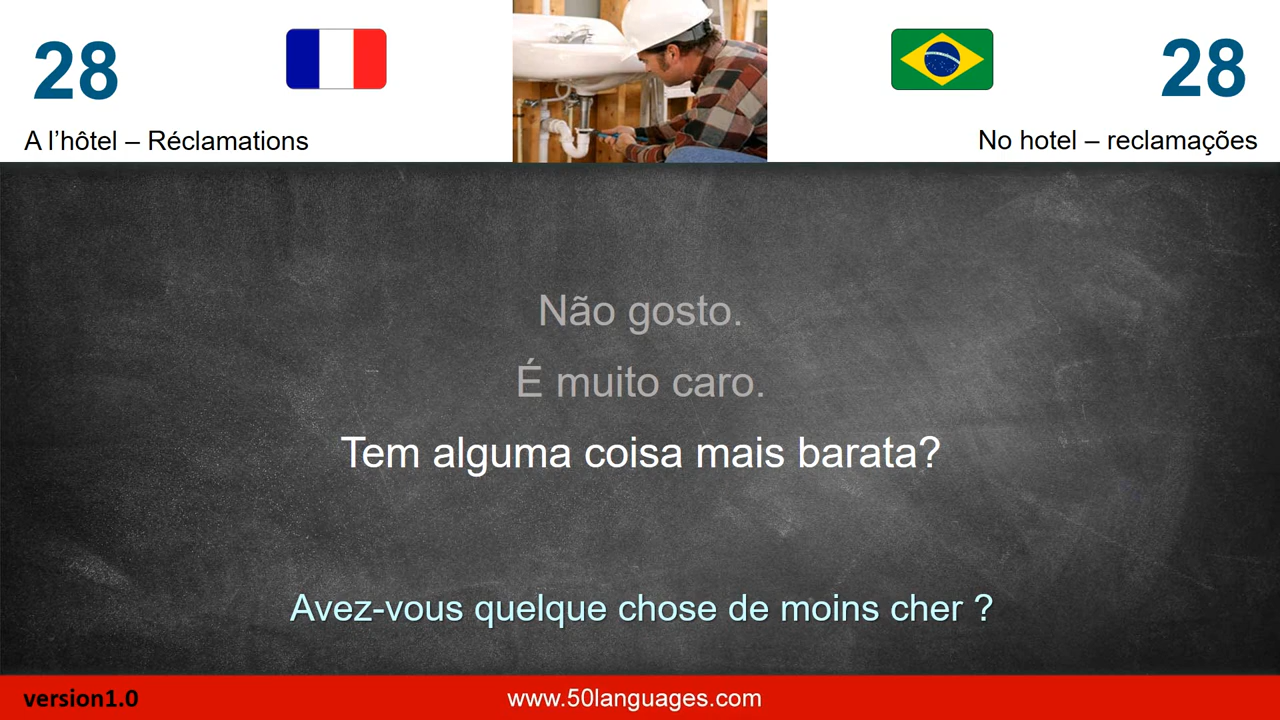 28
28
A l’hôtel – Réclamations
No hotel – reclamações
Não gosto.
É muito caro.
Tem alguma coisa mais barata?
Avez-vous quelque chose de moins cher ?
version1.0
www.50languages.com